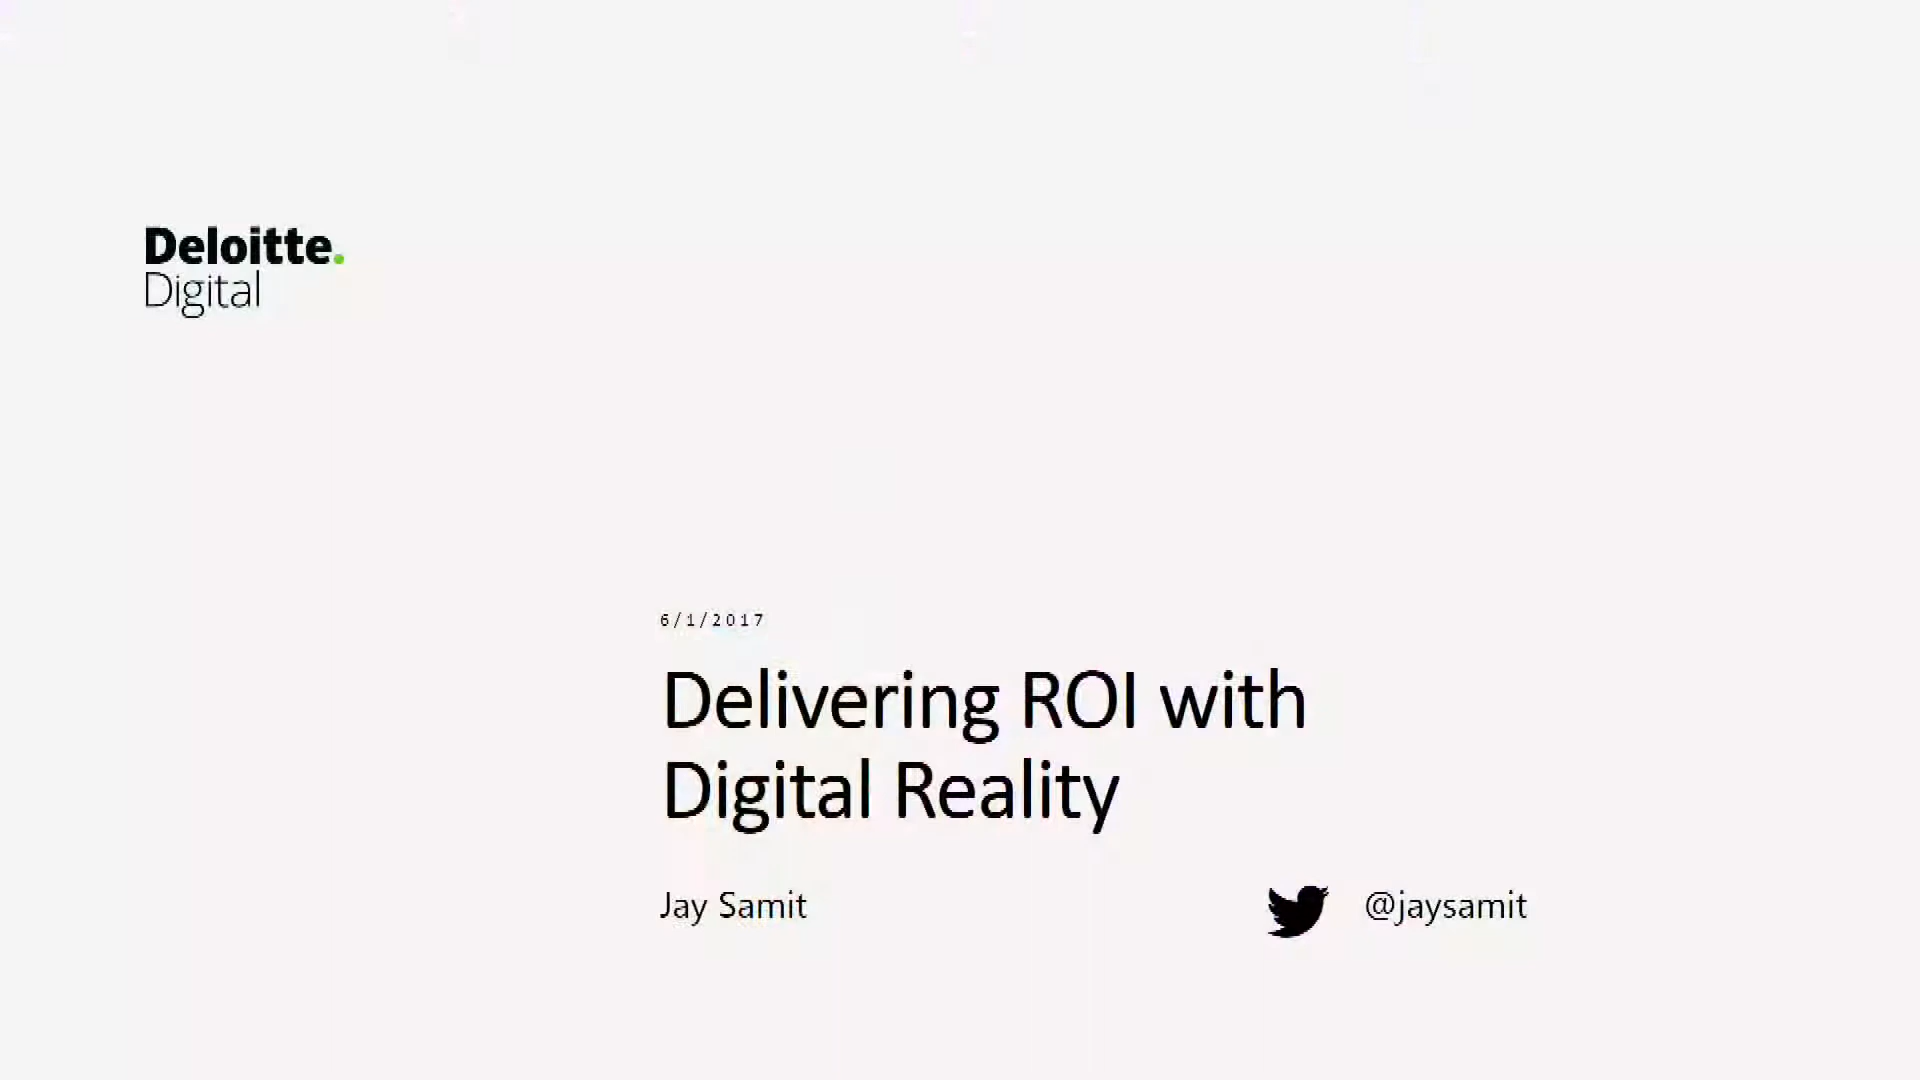 Deloitte.
Digital
6/1/2017
Delivering ROI with
Digital Reality
Jay Samit
@jaysamit